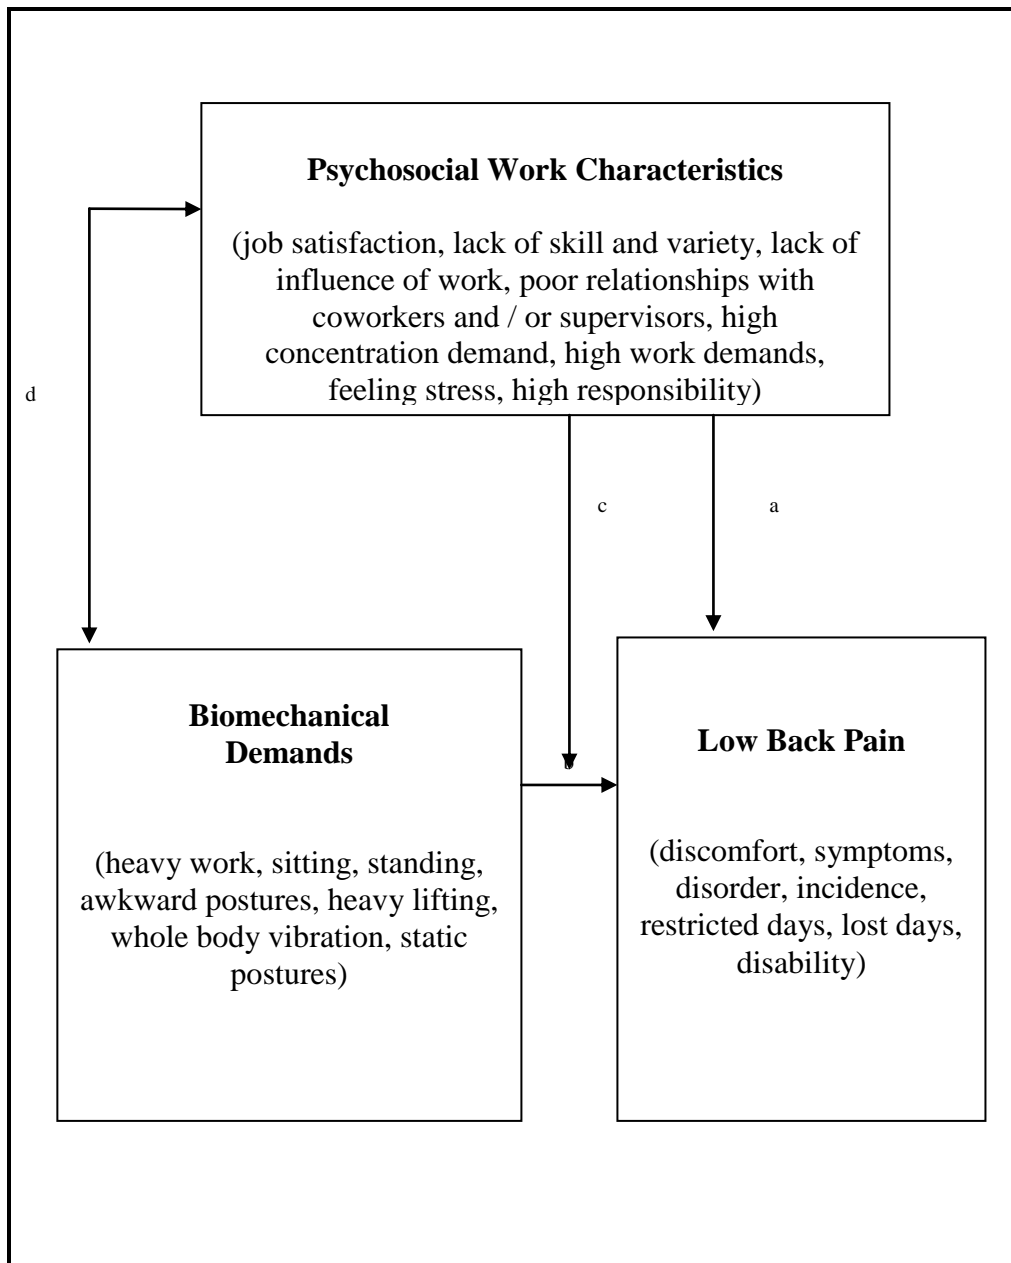 Psychosocial Work Characteristics
(job satisfaction, lack of skill and variety, lack of
influence of work, poor relationships with
coworkers and / or supervisors, high
concentration demand, high work demands,
feeling stress, high responsibility)
d
c
a
Biomechanical
Demands
(heavy work, sitting, standing,
awkward postures, heavy lifting,
whole body vibration, static
postures)
Low Back Pain
(discomfort, symptoms,
disorder, incidence,
restricted days, lost days,
disability)